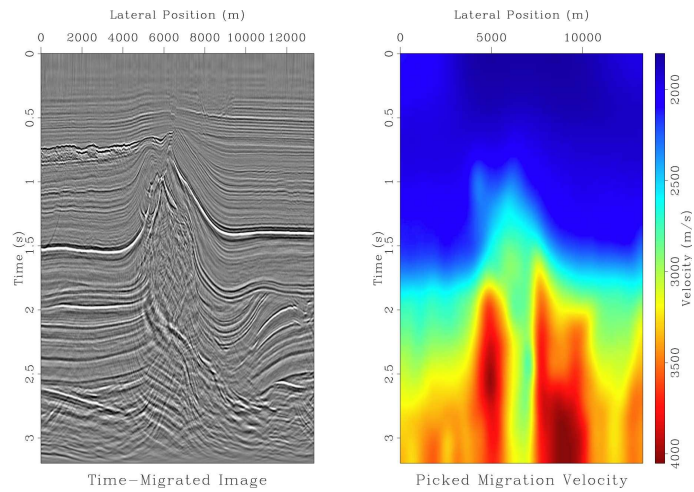 Lateral Position (m)
0 2000 4000 6000 8000 10000 12000
0
0.5
1
1.5
2
2.5
3
Time (s)
Time-Migrated Image
Lateral Position (m)
0 5000 10000
0
0.5
1
1.5
2
2.5
3
Time (s)
2000
2500
3000
3500
4000
Velocity (m/s)
Picked Migration Velocity